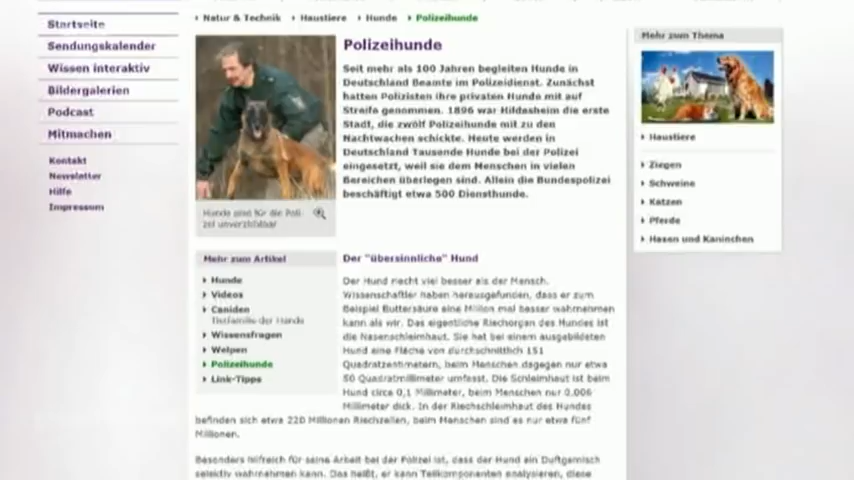 Natur & Technik
Haustiere
Hunde
Polizeihunde
Startseite
Sendungskalender
Wissen interaktiv
Bildergalerien
Podcast
Mitmachen
Kontakt
Newsletter
Hilfe
Impressum
Polizeihunde
Seit mehr als 100 Jahren begleiten Hunde in
Deutschland Beamte im Polizeidienst. Zunächst
hatten Polizisten ihre privaten Hunde mit auf
Streife genommen. 1896 war Hildesheim die erste
Stadt, die zwölf Polizeihunde mit zu den
Nachtwachen schickte. Heute werden in
Deutschland Tausende Hunde bei der Polizei
eingesetzt, weil sie dem Menschen in vielen
Bereichen überlegen sind. Allein die Bundespolizei
beschäftigt etwa 500 Diensthunde.
Hunde sind für die Poli-
zei unverzichtbar
Mehr zum Artikel
Hunde
Videos
Caniden
Tierfamilie der Hunde
Wissensfragen
Welpen
Polizeihunde
Link-Tipps
Der "übersinnliche" Hund
Der Hund riecht viel besser als der Mensch.
Wissenschaftler haben herausgefunden, dass er zum
Beispiel Buttersäure eine Million mal besser wahrnehmen
kann als wir. Das eigentliche Riechorgan des Hundes ist
die Nasenschleimhaut. Sie hat bei einem ausgebildeten
Hund eine Fläche von durchschnittlich 151
Quadratzentimetern, beim Menschen dagegen nur etwa
50 Quadratmillimeter umfasst. Die Schleimhaut ist beim
Hund circa 0,1 Millimeter, beim Menschen nur 0,006
Millimeter dick. In der Riechschleimhaut des Hundes
befinden sich etwa 220 Millionen Riechzellen, beim Menschen sind es nur etwa fünf
Millionen.
Besonders hilfreich für seine Arbeit bei der Polizei ist, dass der Hund ein Duftgemisch
selektiv wahrnehmen kann. Das heißt, er kann Teilkomponenten analysieren, diese
Mehr zum Thema
Haustiere
Ziegen
Schweine
Katzen
Pferde
Hasen und Kaninchen